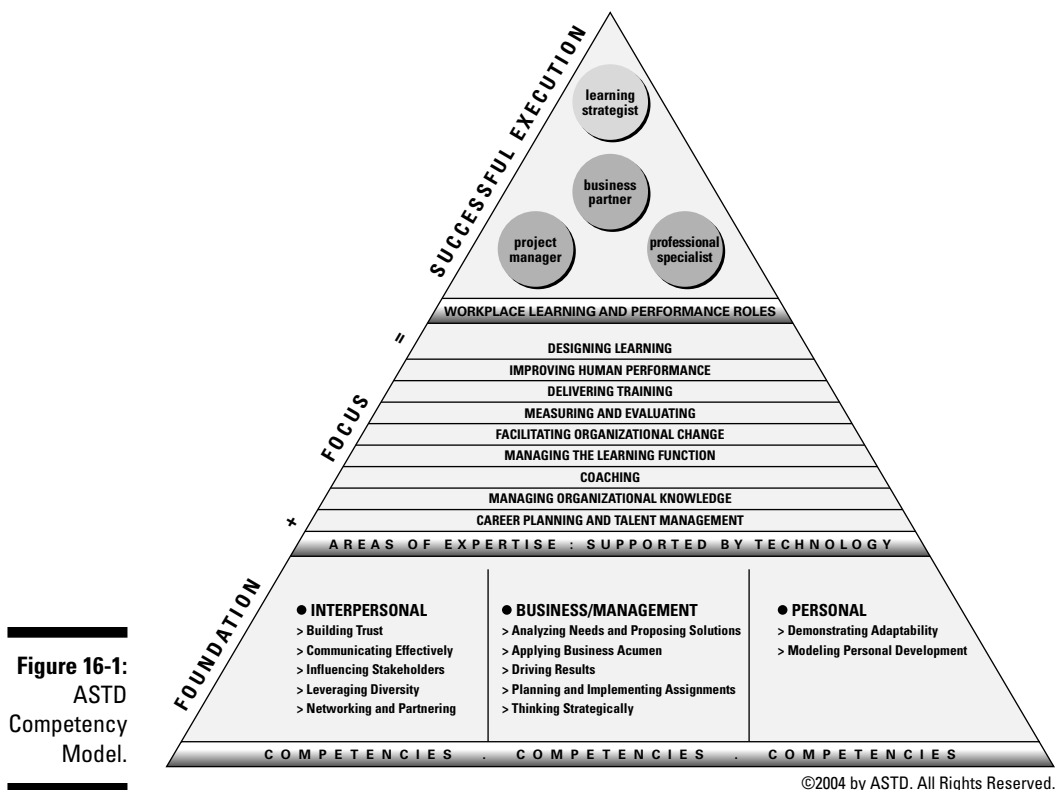 SUCCESSFUL EXECUTION
learning
strategist
business
partner
project
manager
professional
specialist
WORKPLACE LEARNING AND PERFORMANCE ROLES
=
DESIGNING LEARNING
IMPROVING HUMAN PERFORMANCE
DELIVERING TRAINING
MEASURING AND EVALUATING
FACILITATING ORGANIZATIONAL CHANGE
MANAGING THE LEARNING FUNCTION
COACHING
MANAGING ORGANIZATIONAL KNOWLEDGE
CAREER PLANNING AND TALENT MANAGEMENT
FOCUS
+
AREAS OF EXPERTISE : SUPPORTED BY TECHNOLOGY
FOUNDATION
● INTERPERSONAL
> Building Trust
> Communicating Effectively
> Influencing Stakeholders
> Leveraging Diversity
> Networking and Partnering
● BUSINESS/MANAGEMENT
> Analyzing Needs and Proposing Solutions
> Applying Business Acumen
> Driving Results
> Planning and Implementing Assignments
> Thinking Strategically
● PERSONAL
> Demonstrating Adaptability
> Modeling Personal Development
COMPETENCIES . COMPETENCIES . COMPETENCIES
Figure 16-1:
ASTD
Competency
Model.
©2004 by ASTD. All Rights Reserved.